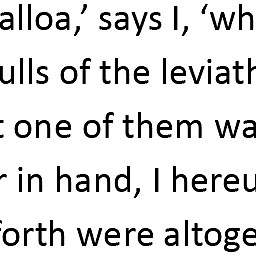 alloa,’ says I, ‘wh
ulls of the leviath
t one of them wa
r in hand, I hereu
forth were altoge